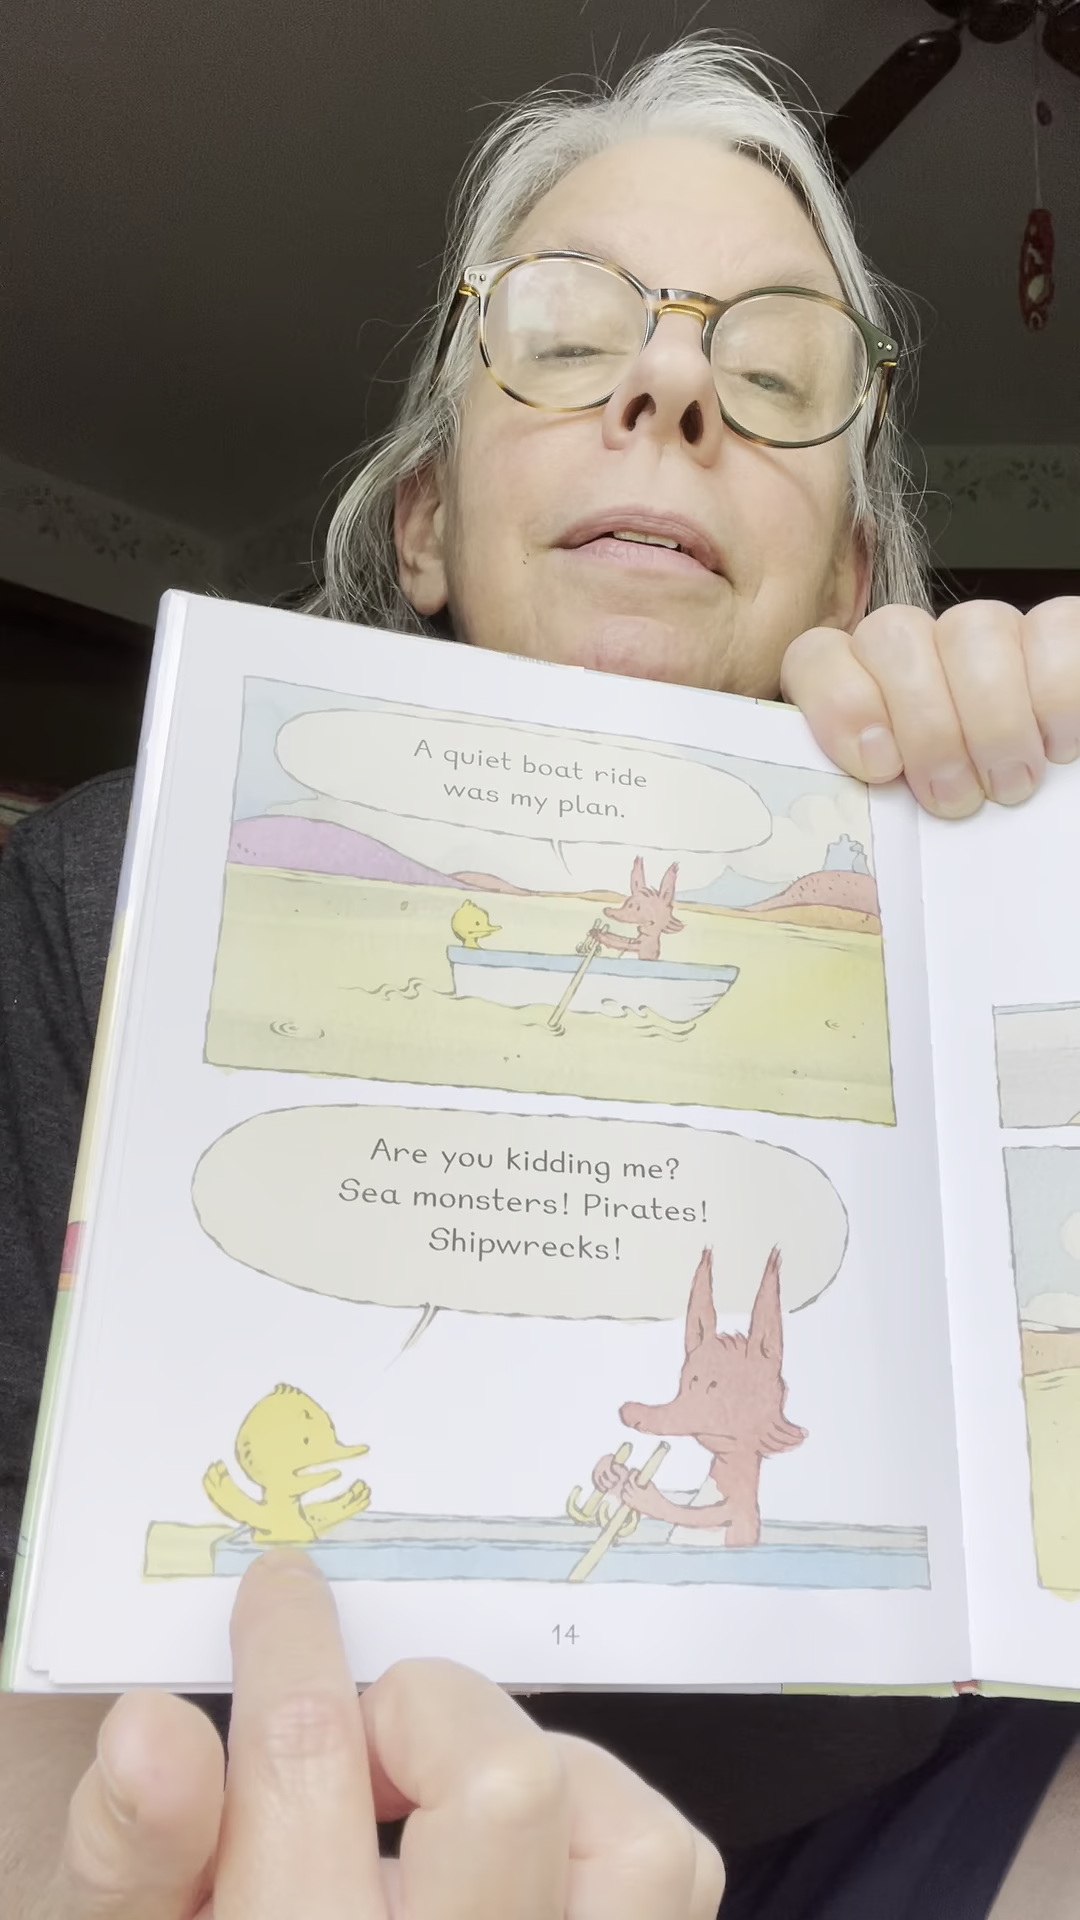 A quiet boat ride
was my plan.
Are you kidding me?
Sea monsters! Pirates!
Shipwrecks!
14